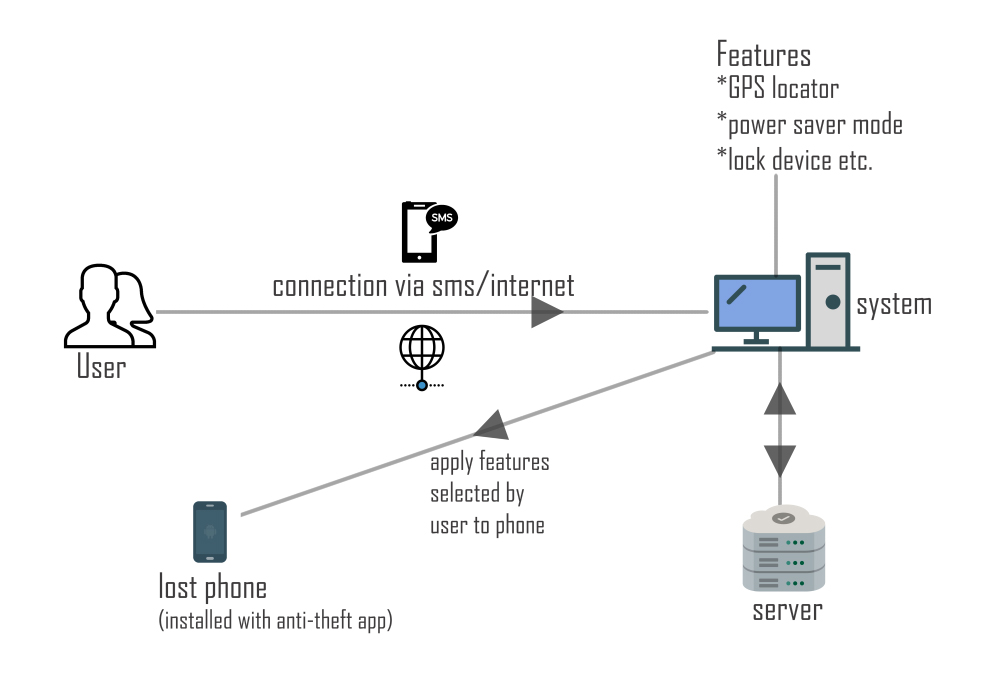 Features
*GPS locator
*power saver mode
*lock device etc.
SMS
connection via sms/internet
system
User
apply features
selected by
user to phone
lost phone
(installed with anti-theft app)
server